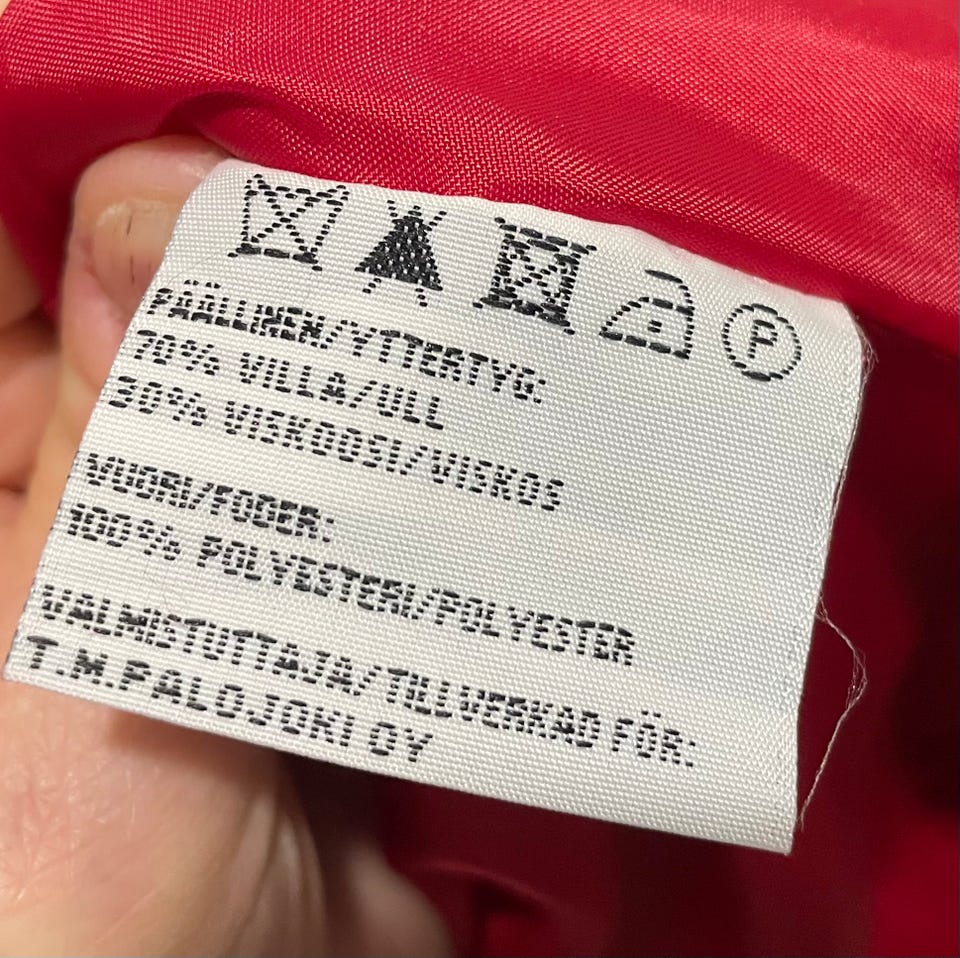 P
PÄÄLLINEN/YTTERTYG:
70% VILLA/ULL
30% VISKOOSI/VISKOS
VUORI/FODER:
100% POLYESTERI/POLYESTER
VALMISTUTTAJA/TILLVERKAD FÖR:
T.M.PALOJOKI OY